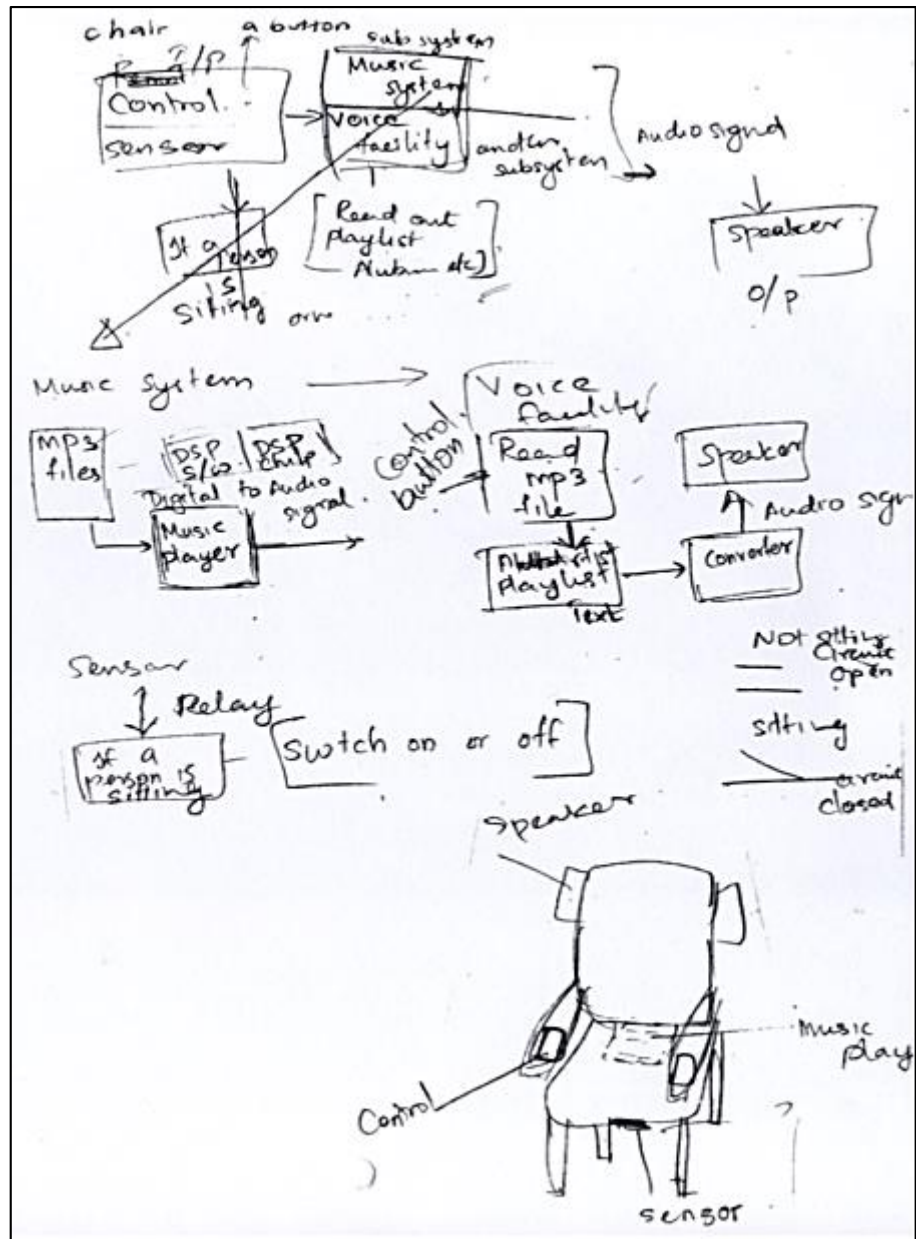 chair
a button
I/P
Control
Sensor
sub system
Music
system
Voice
facility
another
subsystem
Audio signal
If a
person
is
Sitting
Read out
playlist
etc]
Speaker
O/P
Music System
MP3
files
DSP
S/W
DSP
chip
Digital to Audio
signal
Music
player
Control
button
Voice
facility
Read
mp3
file
playlist
Text
Speaker
Audio sign
Converter
Sensor
Relay
If a
person is
Sitting
[Switch on or off]
NOT sitting
Circuit
open
sitting
circuit
closed
Speaker
Music
play
Control
sensor